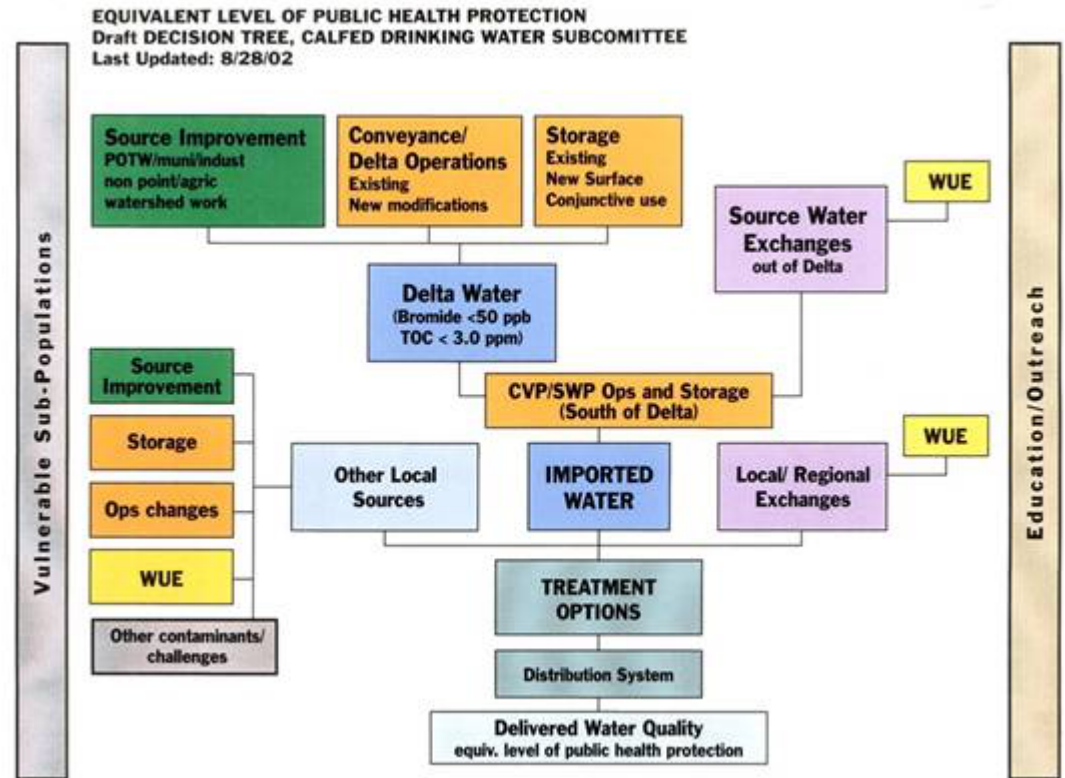 EQUIVALENT LEVEL OF PUBLIC HEALTH PROTECTION
Draft DECISION TREE, CALFED DRINKING WATER SUBCOMITTEE
Last Updated: 8/28/02
Vulnerable Sub-Populations
Source Improvement
POTW/muni/indust
non point/agric
watershed work
Conveyance/
Delta Operations
Existing
New modifications
Storage
Existing
New Surface
Conjunctive use
WUE
Source Water
Exchanges
out of Delta
Delta Water
(Bromide <50 ppb
TOC < 3.0 ppm)
Source
Improvement
Storage
Ops changes
WUE
Other contaminants/
challenges
CVP/SWP Ops and Storage
(South of Delta)
Other Local
Sources
IMPORTED
WATER
Local/ Regional
Exchanges
WUE
TREATMENT
OPTIONS
Distribution System
Delivered Water Quality
equiv. level of public health protection
Education/Outreach